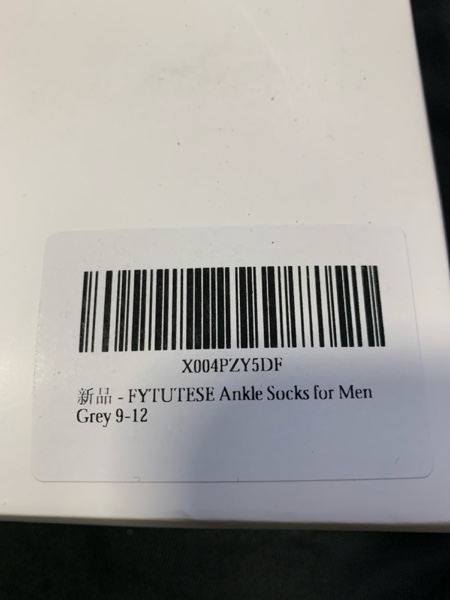 X004PZY5DF
新品 - FYTUTESE Ankle Socks for Men
Grey 9-12